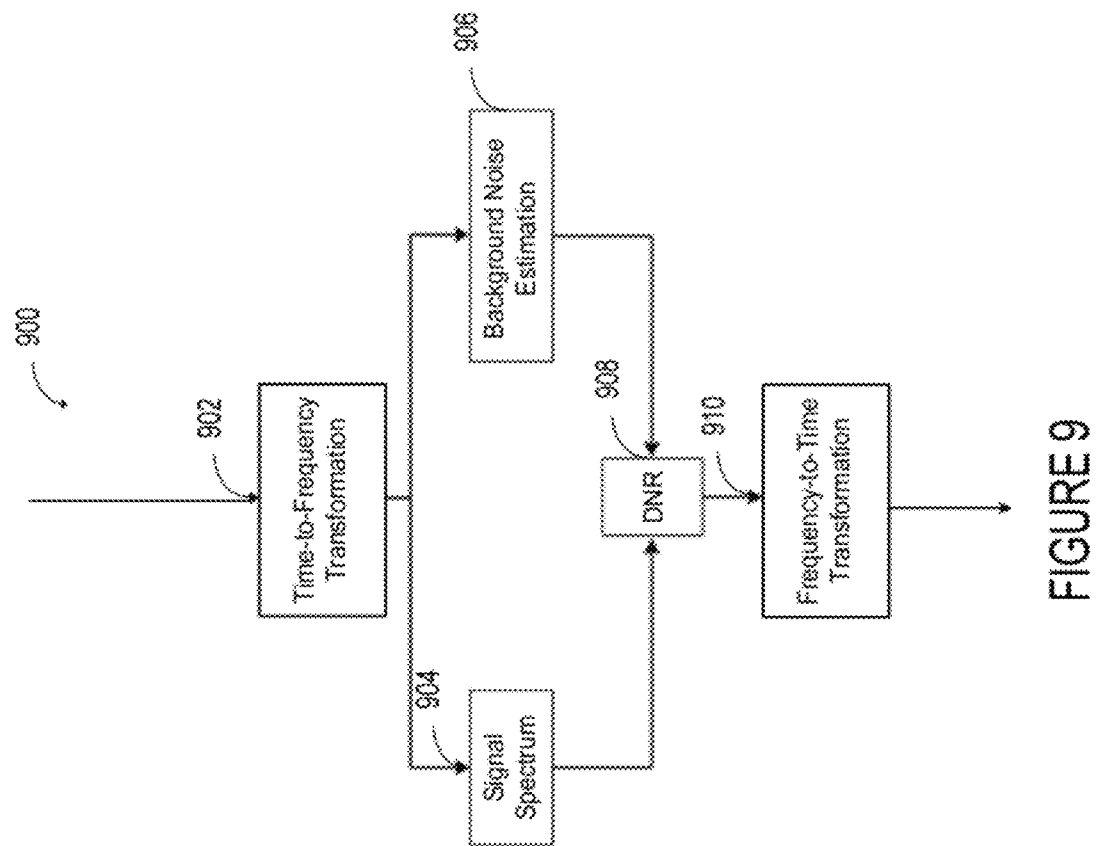 900
902
Time-to-Frequency
Transformation
904
Signal
Spectrum
906
Background Noise
Estimation
908
DNR
910
Frequency-to-Time
Transformation
FIGURE 9